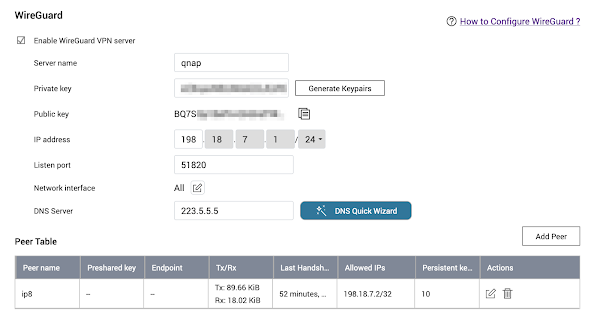 WireGuard
How to Configure WireGuard ?
Enable WireGuard VPN server
Server name qnap
Private key Generate Keypairs
Public key BQ7S
IP address 198 . 18 . 7 . 1 / 24
Listen port 51820
Network interface All
DNS Server 223.5.5.5 DNS Quick Wizard
Peer Table Add Peer
Peer name Preshared key Endpoint Tx/Rx Last Handsh... Allowed IPs Persistent ke... Actions
ip8 -- -- Tx: 89.66 KiB 52 minutes, ... 198.18.7.2/32 10
Rx: 18.02 KiB